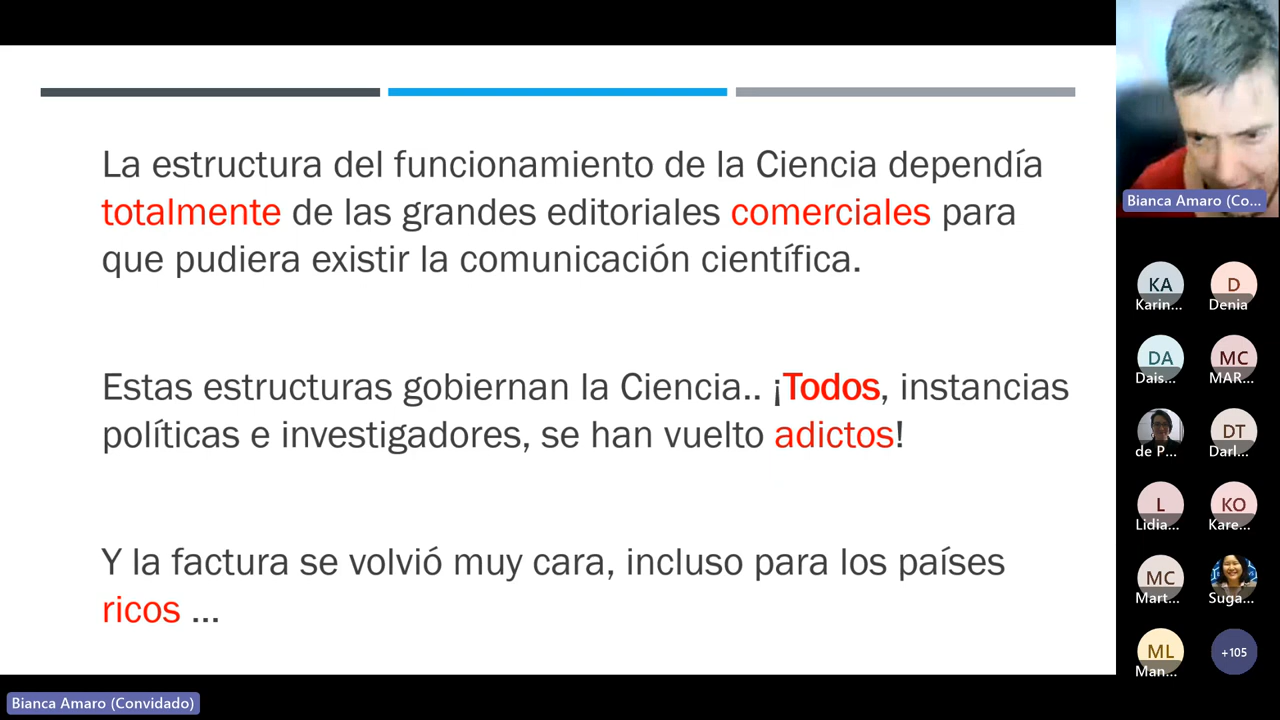 La estructura del funcionamiento de la Ciencia dependía
totalmente de las grandes editoriales comerciales para
que pudiera existir la comunicación científica.
Estas estructuras gobiernan la Ciencia.. ¡Todos, instancias
políticas e investigadores, se han vuelto adictos!
Y la factura se volvió muy cara, incluso para los países
ricos ...
Bianca Amaro (Co...
KA
Karin...
D
Denia
DA
Dais...
MC
MAR...
de P...
DT
Darl...
L
Lidia...
KO
Kare...
MC
Mart...
Suga...
ML
Man...
+105
Bianca Amaro (Convidado)